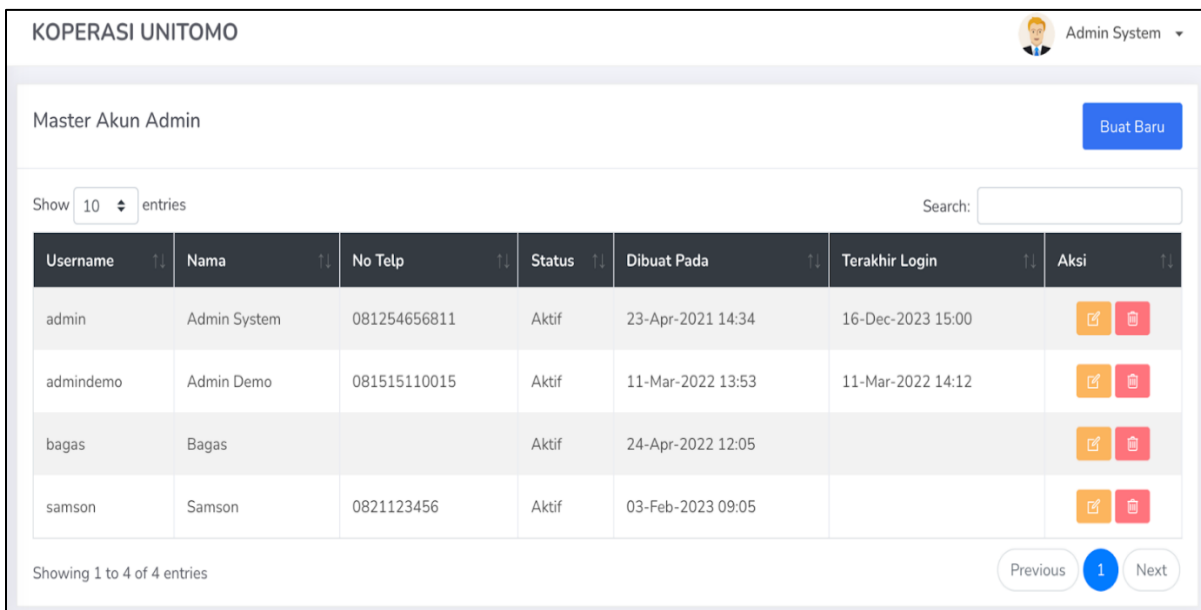 KOPERASI UNITOMO Admin System
Master Akun Admin Buat Baru
Show 10 entries Search:
Username Nama No Telp Status Dibuat Pada Terakhir Login Aksi
admin Admin System 081254656811 Aktif 23-Apr-2021 14:34 16-Dec-2023 15:00
admindemo Admin Demo 081515110015 Aktif 11-Mar-2022 13:53 11-Mar-2022 14:12
bagas Bagas Aktif 24-Apr-2022 12:05
samson Samson 0821123456 Aktif 03-Feb-2023 09:05
Showing 1 to 4 of 4 entries Previous 1 Next